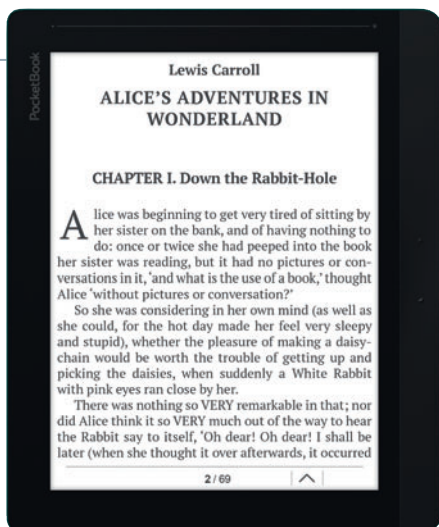 PocketBook
Lewis Carroll
ALICE'S ADVENTURES IN
WONDERLAND
CHAPTER I. Down the Rabbit-Hole
Alice was beginning to get very tired of sitting by
her sister on the bank, and of having nothing to
do: once or twice she had peeped into the book
her sister was reading, but it had no pictures or con-
versations in it, ‘and what is the use of a book,’ thought
Alice ‘without pictures or conversation?’
So she was considering in her own mind (as well as
she could, for the hot day made her feel very sleepy
and stupid), whether the pleasure of making a daisy-
chain would be worth the trouble of getting up and
picking the daisies, when suddenly a White Rabbit
with pink eyes ran close by her.
There was nothing so VERY remarkable in that; nor
did Alice think it so VERY much out of the way to hear
the Rabbit say to itself, ‘Oh dear! Oh dear! I shall be
later (when she thought it over afterwards, it occurred
2 / 69